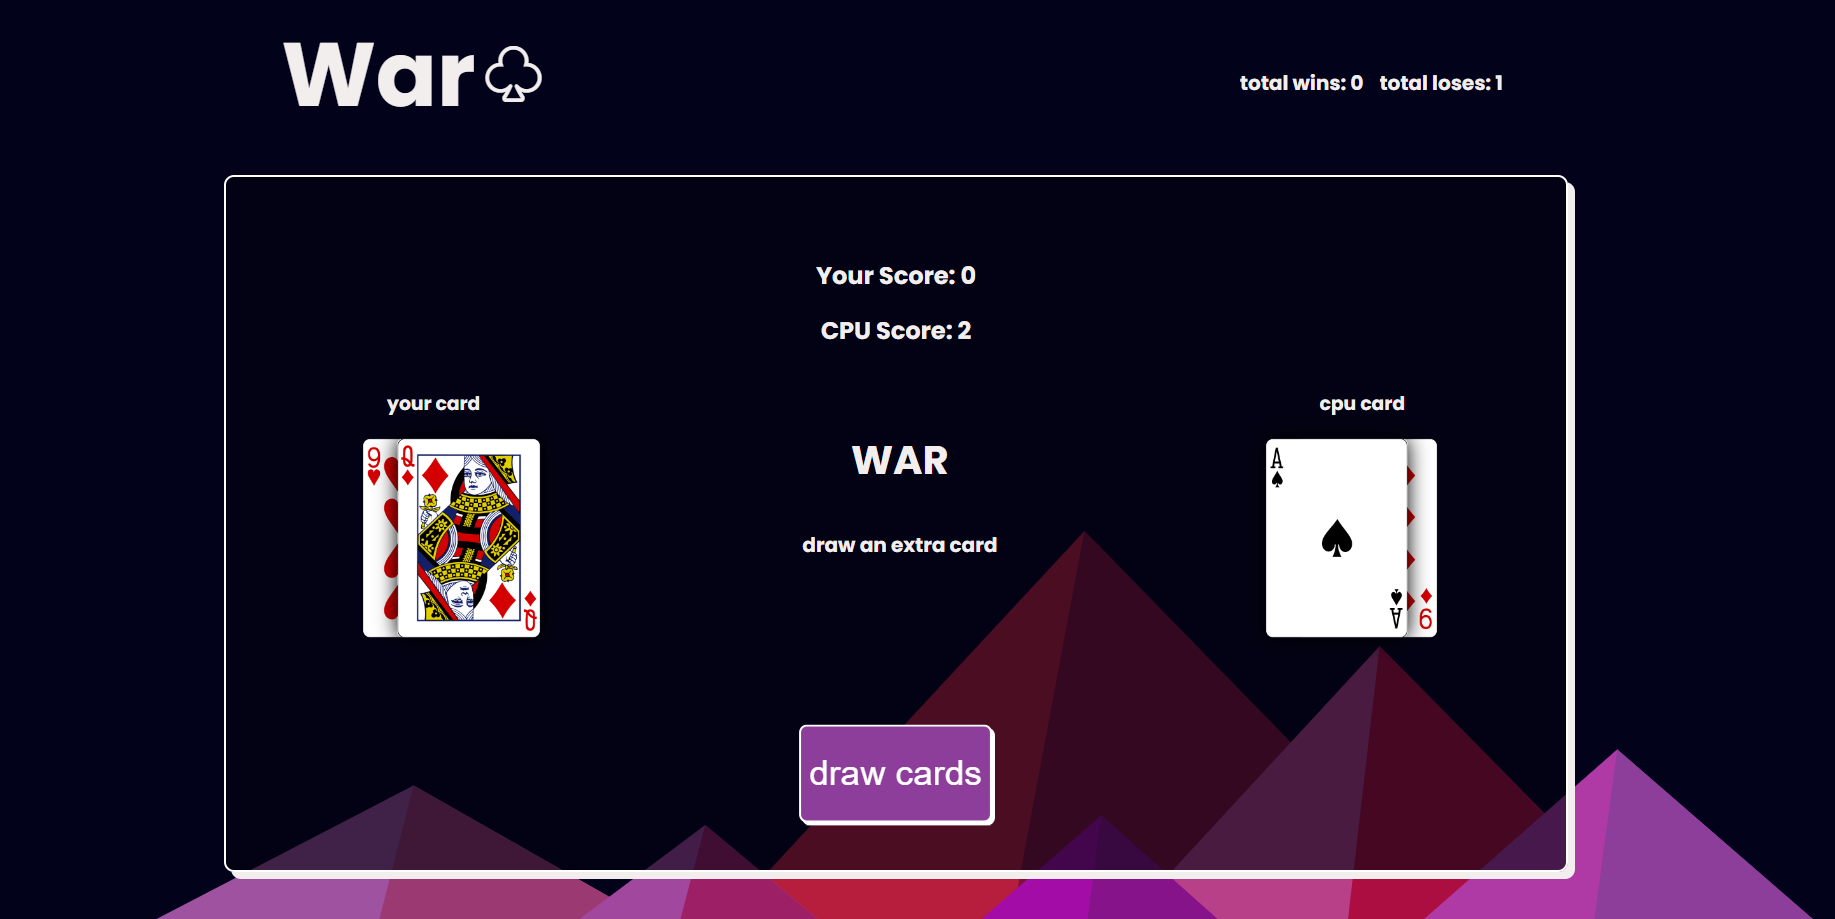 War
total wins: 0 total loses: 1
Your Score: 0
CPU Score: 2
your card
cpu card
9
Q
Q
WAR
draw an extra card
A
A
9
draw cards